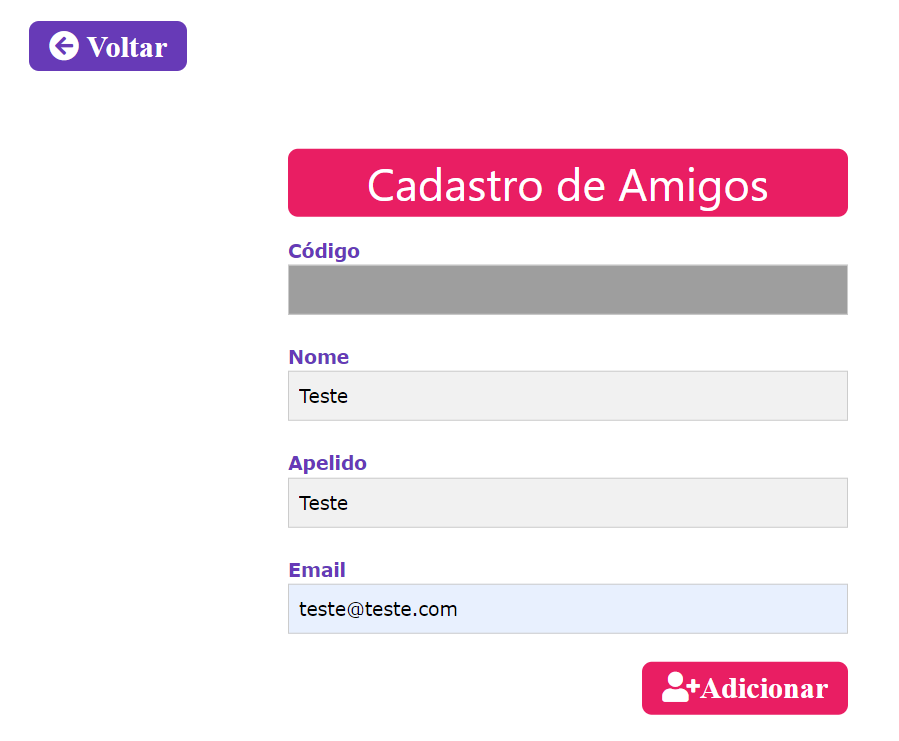 Voltar
Cadastro de Amigos
Código
Nome
Teste
Apelido
Teste
Email
teste@teste.com
Adicionar